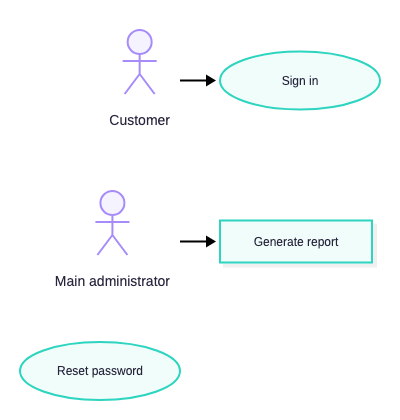 Sign in
Customer
Generate report
Main administrator
Reset password